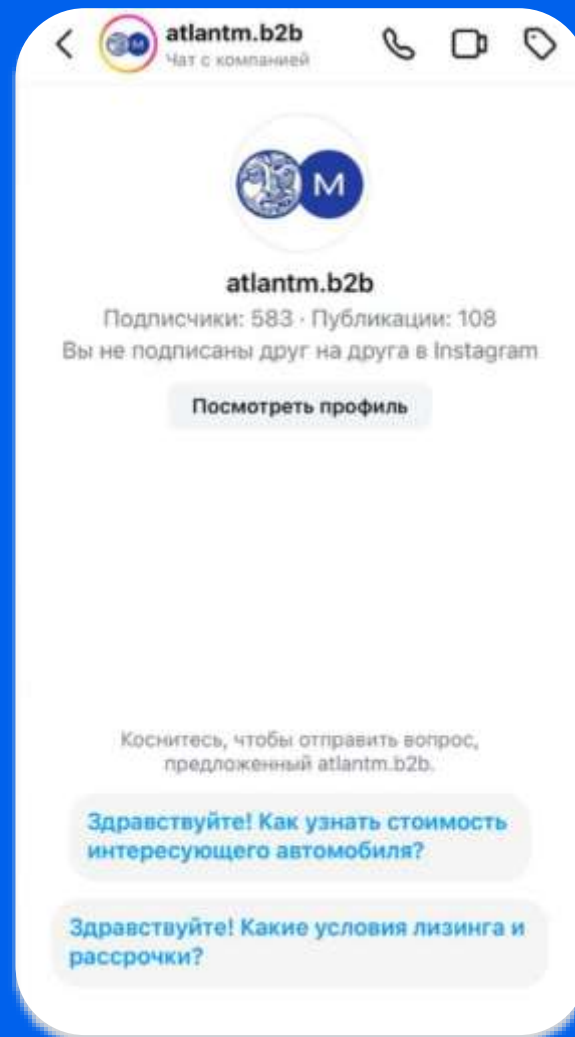 atlantm.b2b
Чат с компанией
M
atlantm.b2b
Подписчики: 583 · Публикации: 108
Вы не подписаны друг на друга в Instagram
Посмотреть профиль
Коснитесь, чтобы отправить вопрос,
предложенный atlantm.b2b.
Здравствуйте! Как узнать стоимость
интересующего автомобиля?
Здравствуйте! Какие условия лизинга и
рассрочки?